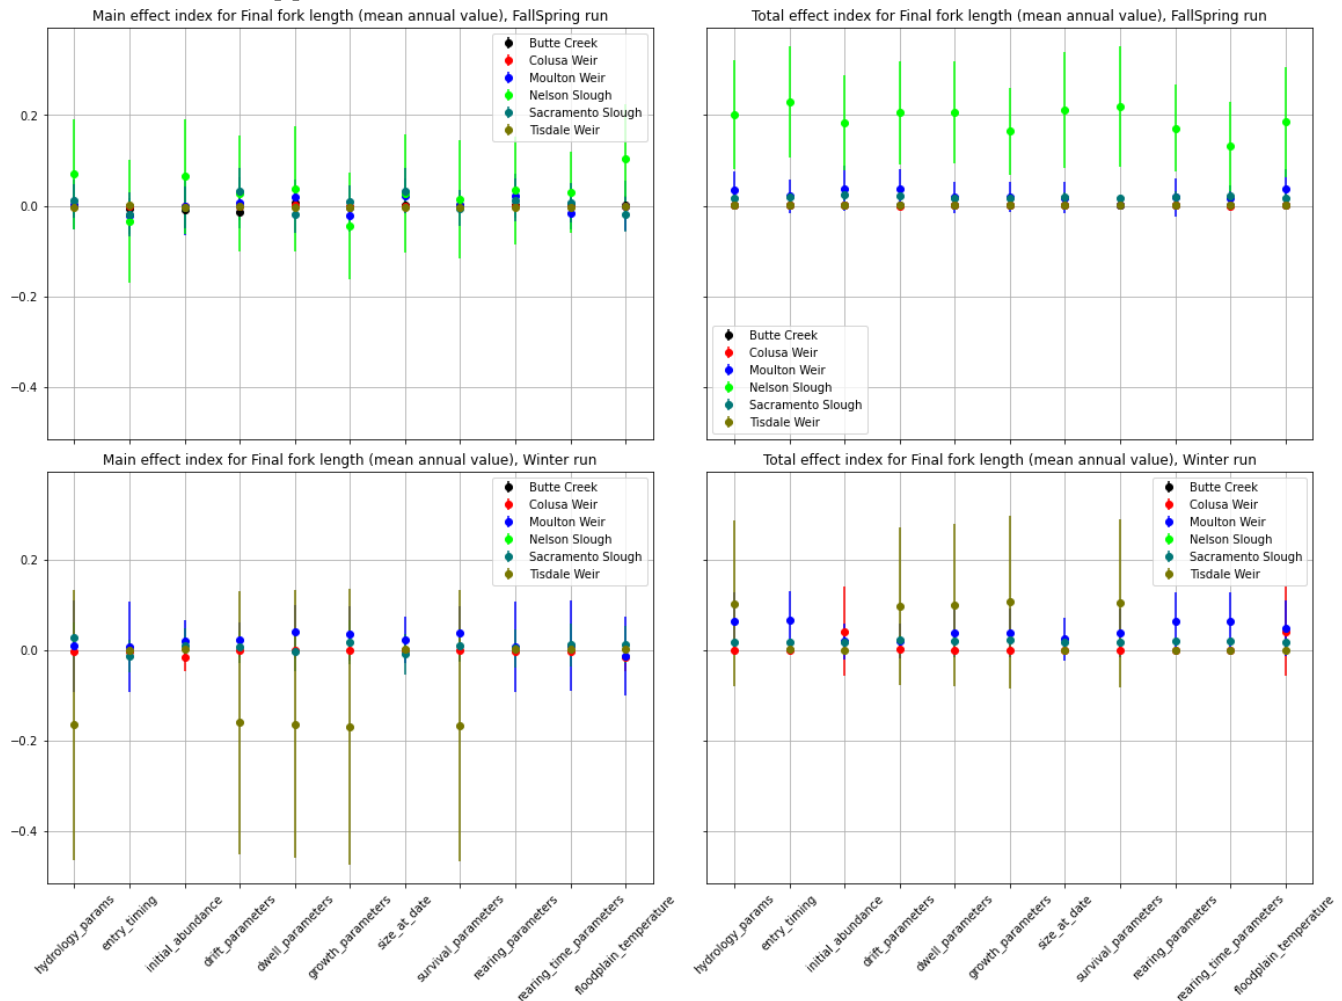 Main effect index for Final fork length (mean annual value), FallSpring run
0.2
0.0
−0.2
−0.4
Butte Creek
Colusa Weir
Moulton Weir
Nelson Slough
Sacramento Slough
Tisdale Weir
Total effect index for Final fork length (mean annual value), FallSpring run
Butte Creek
Colusa Weir
Moulton Weir
Nelson Slough
Sacramento Slough
Tisdale Weir
Main effect index for Final fork length (mean annual value), Winter run
0.2
0.0
−0.2
−0.4
Butte Creek
Colusa Weir
Moulton Weir
Nelson Slough
Sacramento Slough
Tisdale Weir
hydrology_params
entry_timing
initial_abundance
drift_parameters
dwell_parameters
growth_parameters
size_at_date
survival_parameters
rearing_parameters
rearing_time_parameters
floodplain_temperature
Total effect index for Final fork length (mean annual value), Winter run
Butte Creek
Colusa Weir
Moulton Weir
Nelson Slough
Sacramento Slough
Tisdale Weir
hydrology_params
entry_timing
initial_abundance
drift_parameters
dwell_parameters
growth_parameters
size_at_date
survival_parameters
rearing_parameters
rearing_time_parameters
floodplain_temperature